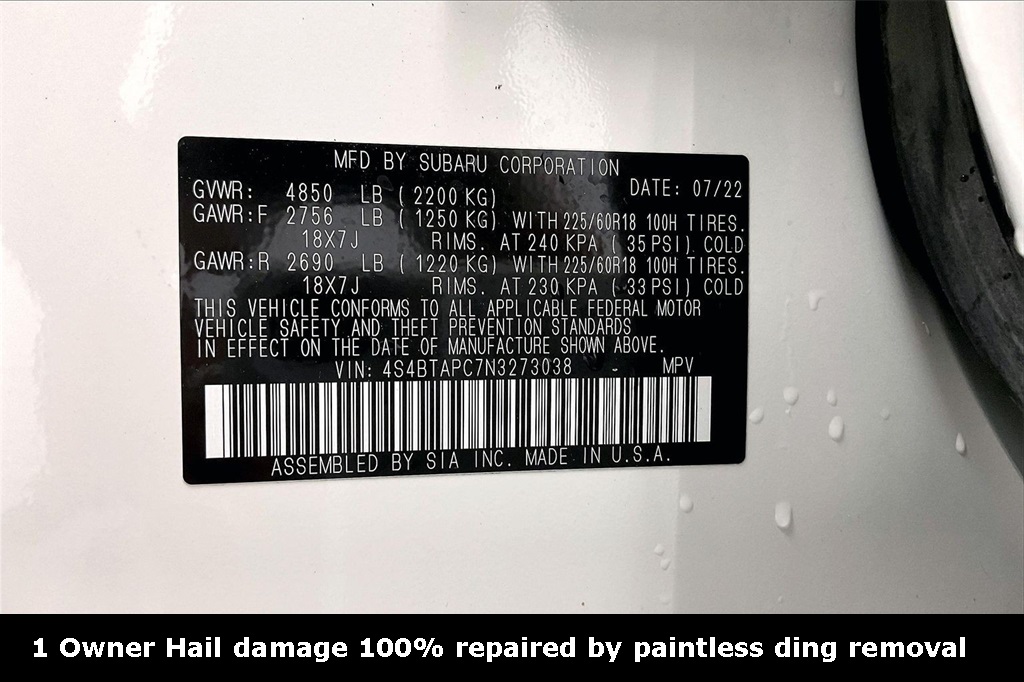 MFD BY SUBARU CORPORATION
GVWR: 4850 LB ( 2200 KG) DATE: 07/22
GAWR:F 2756 LB ( 1250 KG) WITH 225/60R18 100H TIRES.
18X7J RIMS. AT 240 KPA ( 35 PSI) COLD
GAWR:R 2690 LB ( 1220 KG) WITH 225/60R18 100H TIRES.
18X7J RIMS. AT 230 KPA ( 33 PSI) COLD
THIS VEHICLE CONFORMS TO ALL APPLICABLE FEDERAL MOTOR
VEHICLE SAFETY AND THEFT PREVENTION STANDARDS
IN EFFECT ON THE DATE OF MANUFACTURE SHOWN ABOVE.
VIN: 4S4BTAPC7N3273038 - MPV
ASSEMBLED BY SIA INC. MADE IN U.S.A.
1 Owner Hail damage 100% repaired by paintless ding removal